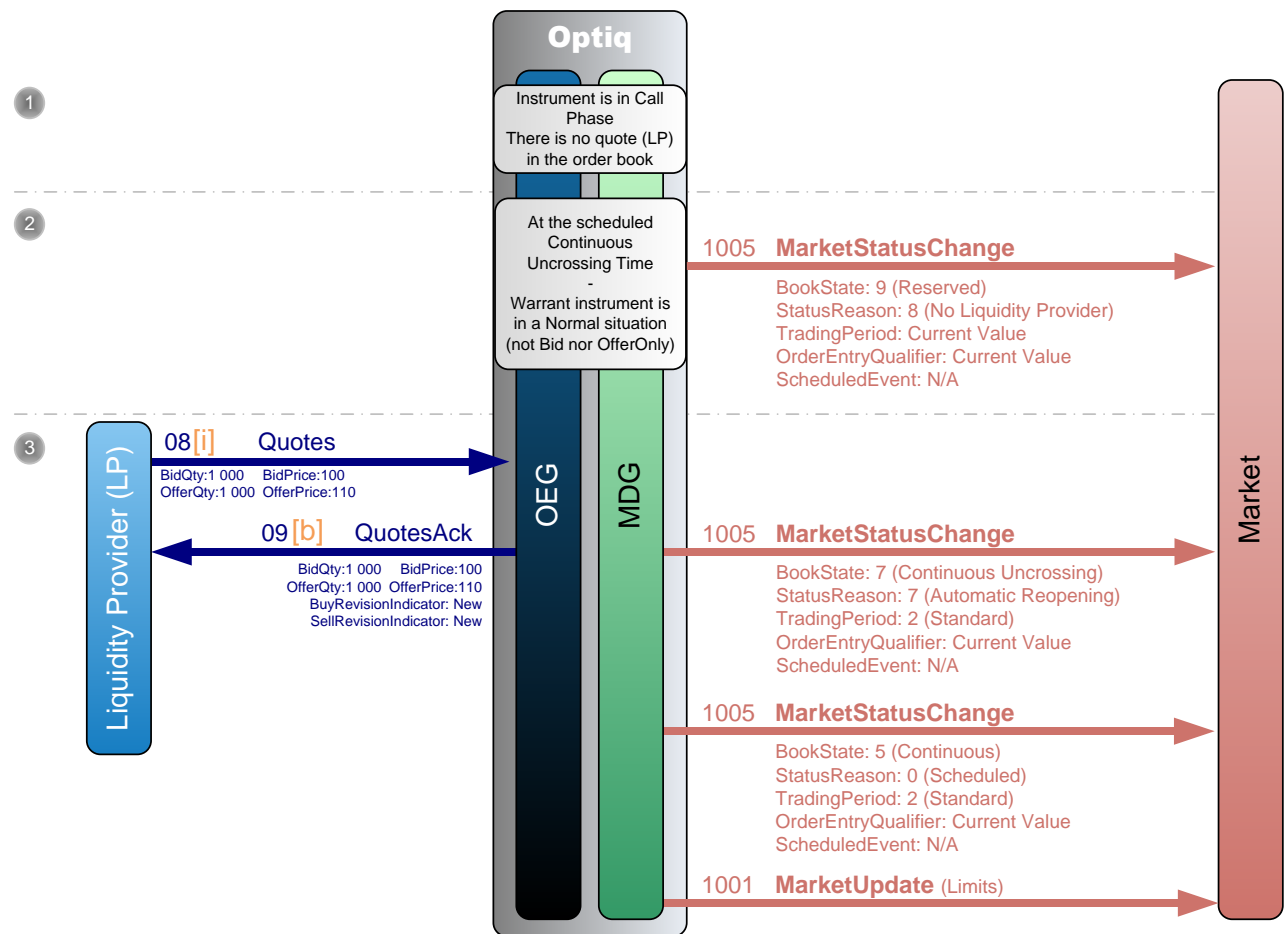 Optiq
1
Instrument is in Call
Phase
There is no quote (LP)
in the order book
2
At the scheduled
Continuous
Uncrossing Time
-
Warrant instrument is
in a Normal situation
(not Bid nor OfferOnly)
1005 MarketStatusChange
BookState: 9 (Reserved)
StatusReason: 8 (No Liquidity Provider)
TradingPeriod: Current Value
OrderEntryQualifier: Current Value
ScheduledEvent: N/A
3
Liquidity Provider (LP)
08 [i] Quotes
BidQty:1 000 BidPrice:100
OfferQty:1 000 OfferPrice:110
09 [b] QuotesAck
BidQty:1 000 BidPrice:100
OfferQty:1 000 OfferPrice:110
BuyRevisionIndicator: New
SellRevisionIndicator: New
OEG
MDG
1005 MarketStatusChange
BookState: 7 (Continuous Uncrossing)
StatusReason: 7 (Automatic Reopening)
TradingPeriod: 2 (Standard)
OrderEntryQualifier: Current Value
ScheduledEvent: N/A
1005 MarketStatusChange
BookState: 5 (Continuous)
StatusReason: 0 (Scheduled)
TradingPeriod: 2 (Standard)
OrderEntryQualifier: Current Value
ScheduledEvent: N/A
1001 MarketUpdate (Limits)
Market